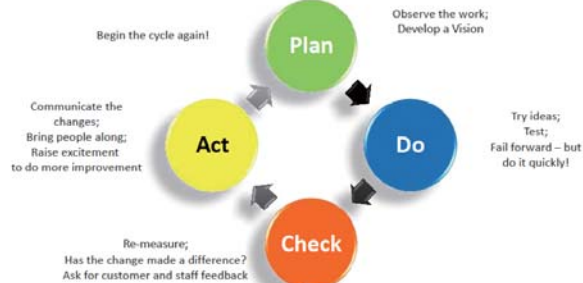 Begin the cycle again!
Plan
Observe the work;
Develop a Vision
Communicate the
changes;
Bring people along;
Raise excitement
to do more improvement
Act
Do
Try ideas;
Test;
Fail forward – but
do it quickly!
Check
Re-measure;
Has the change made a difference?
Ask for customer and staff feedback